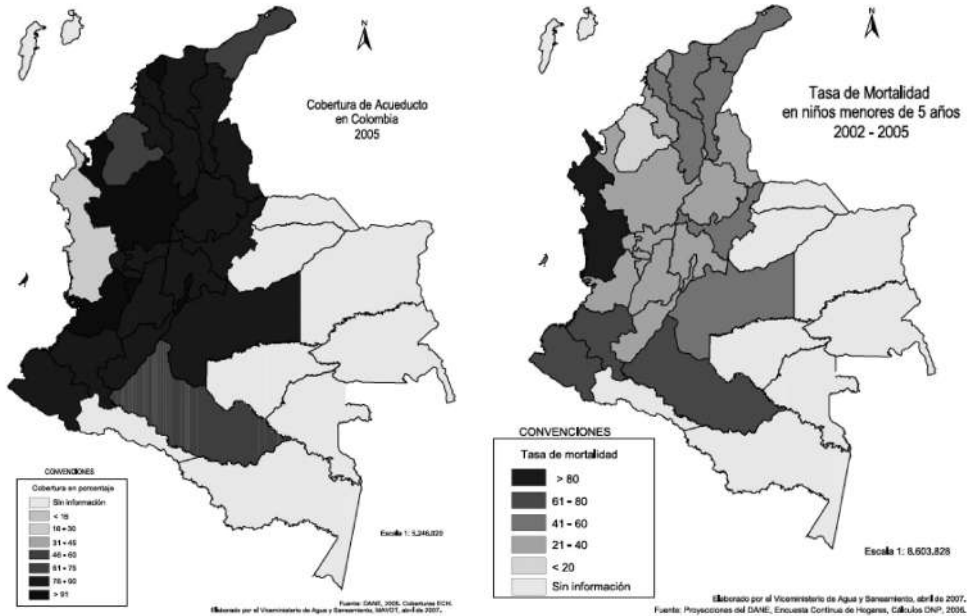 N
Cobertura de Acueducto
en Colombia
2005
CONVENCIONES
Cobertura en porcentaje
Sin información
< 15
16 - 30
31 - 45
46 - 60
61 - 75
76 - 90
> 91
Escala 1:
Fuente: DANE, 2005. Coberturas ECH.
Elaborado por el Viceministerio de Agua y Saneamiento, MAVDT, abril de 2007.
N
Tasa de Mortalidad
en niños menores de 5 años
2002 - 2005
CONVENCIONES
Tasa de mortalidad
> 80
61 - 80
41 - 60
21 - 40
< 20
Sin información
Escala 1: 8.603.828
Elaborado por el Viceministerio de Agua y Saneamiento, abril de 2007.
Fuente: Proyecciones del DANE, Encuesta Continua de Hogares, Cálculos DNP, 2006.